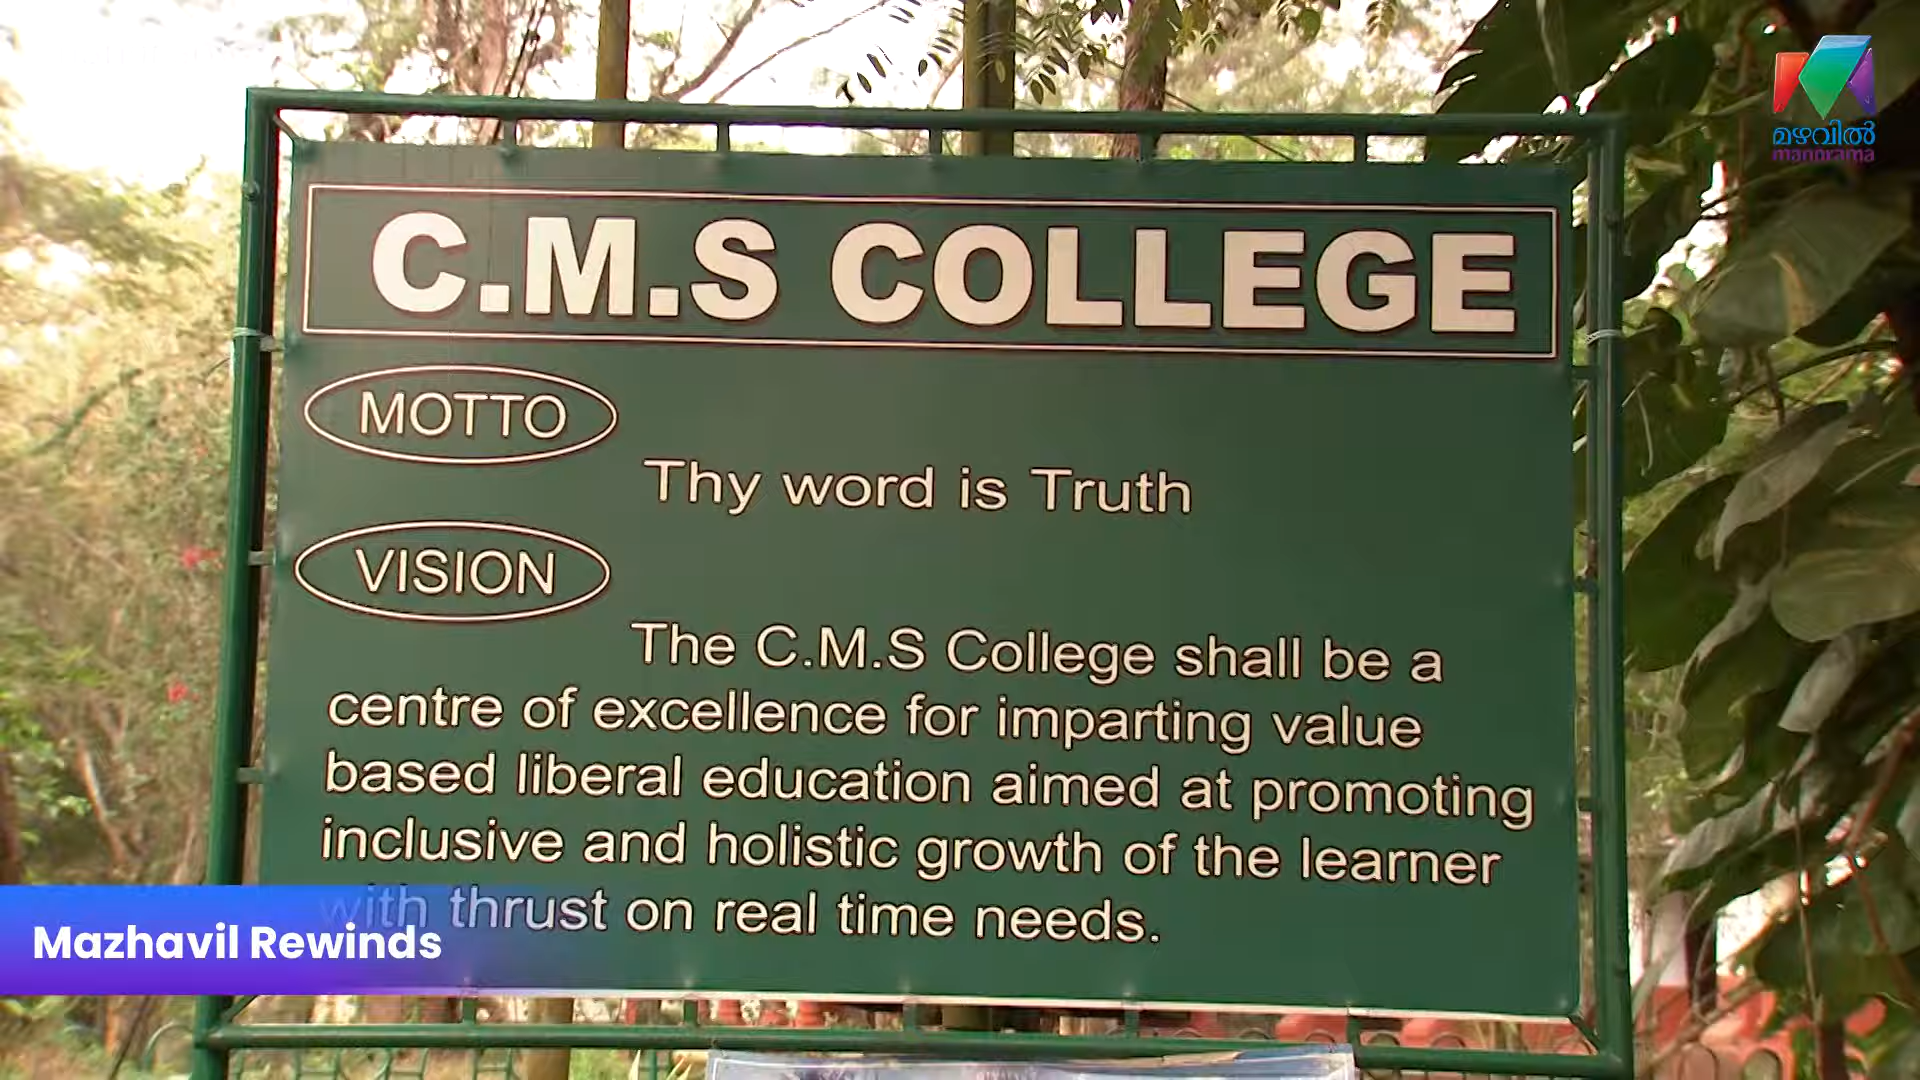 മഴവിൽ
manorama
C.M.S COLLEGE
MOTTO
Thy word is Truth
VISION
The C.M.S College shall be a
centre of excellence for imparting value
based liberal education aimed at promoting
inclusive and holistic growth of the learner
with thrust on real time needs.
Mazhavil Rewinds